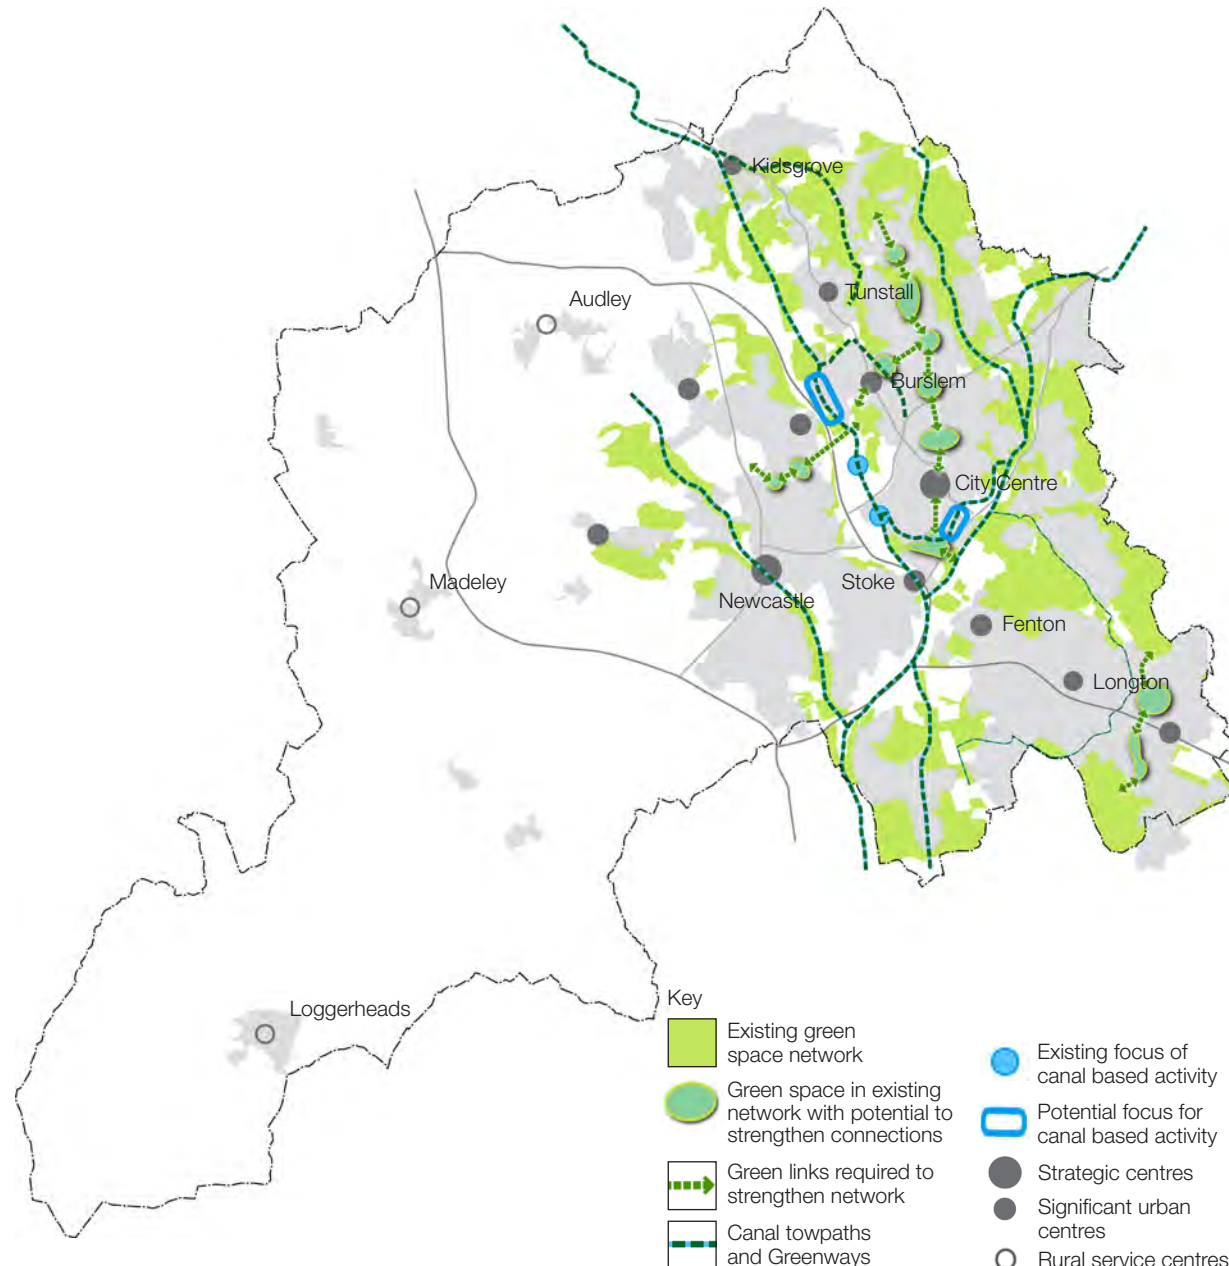 Kidsgrove
Tunstall
Audley
Burslem
City Centre
Madeley
Newcastle
Stoke
Fenton
Longton
Loggerheads
Key
Existing green
space network
Green space in existing
network with potential to
strengthen connections
Green links required to
strengthen network
Canal towpaths
and Greenways
Existing focus of
canal based activity
Potential focus for
canal based activity
Strategic centres
Significant urban
centres
Rural service centres